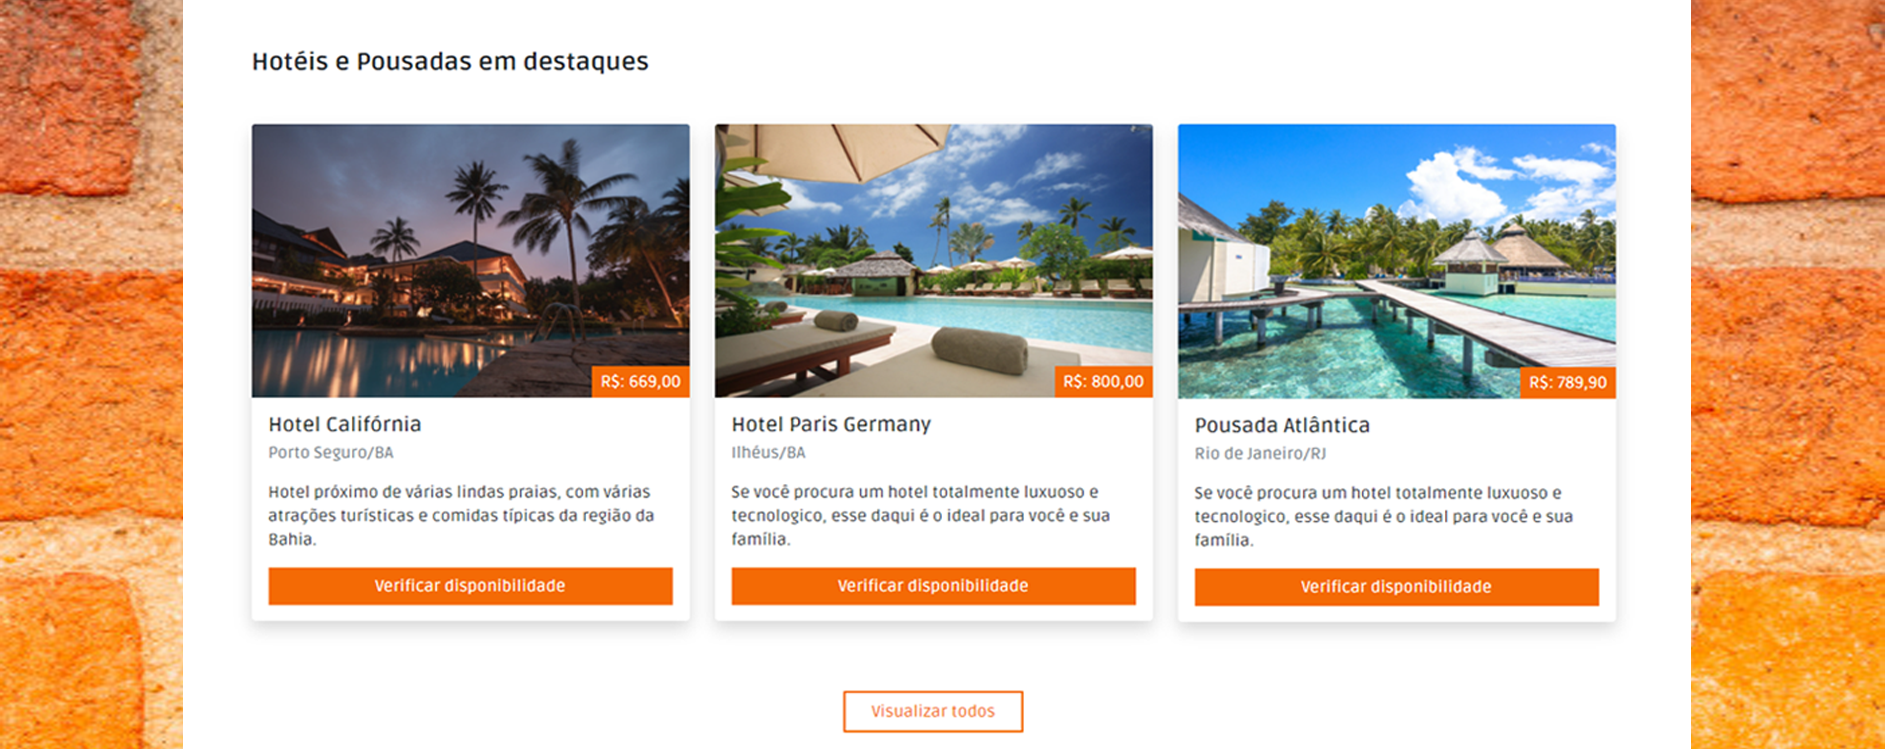 Hotéis e Pousadas em destaques
R$: 669,00
Hotel Califórnia
Porto Seguro/BA
Hotel próximo de várias lindas praias, com várias
atrações turísticas e comidas típicas da região da
Bahia.
Verificar disponibilidade
R$: 800,00
Hotel Paris Germany
Ilhéus/BA
Se você procura um hotel totalmente luxuoso e
tecnologico, esse daqui é o ideal para você e sua
família.
Verificar disponibilidade
R$: 789,90
Pousada Atlântica
Rio de Janeiro/RJ
Se você procura um hotel totalmente luxuoso e
tecnologico, esse daqui é o ideal para você e sua
família.
Verificar disponibilidade
Visualizar todos